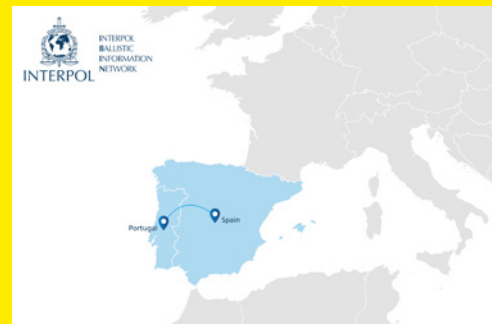 INTERPOL
BALLISTIC
INFORMATION
NETWORK
INTERPOL
Portugal
Spain